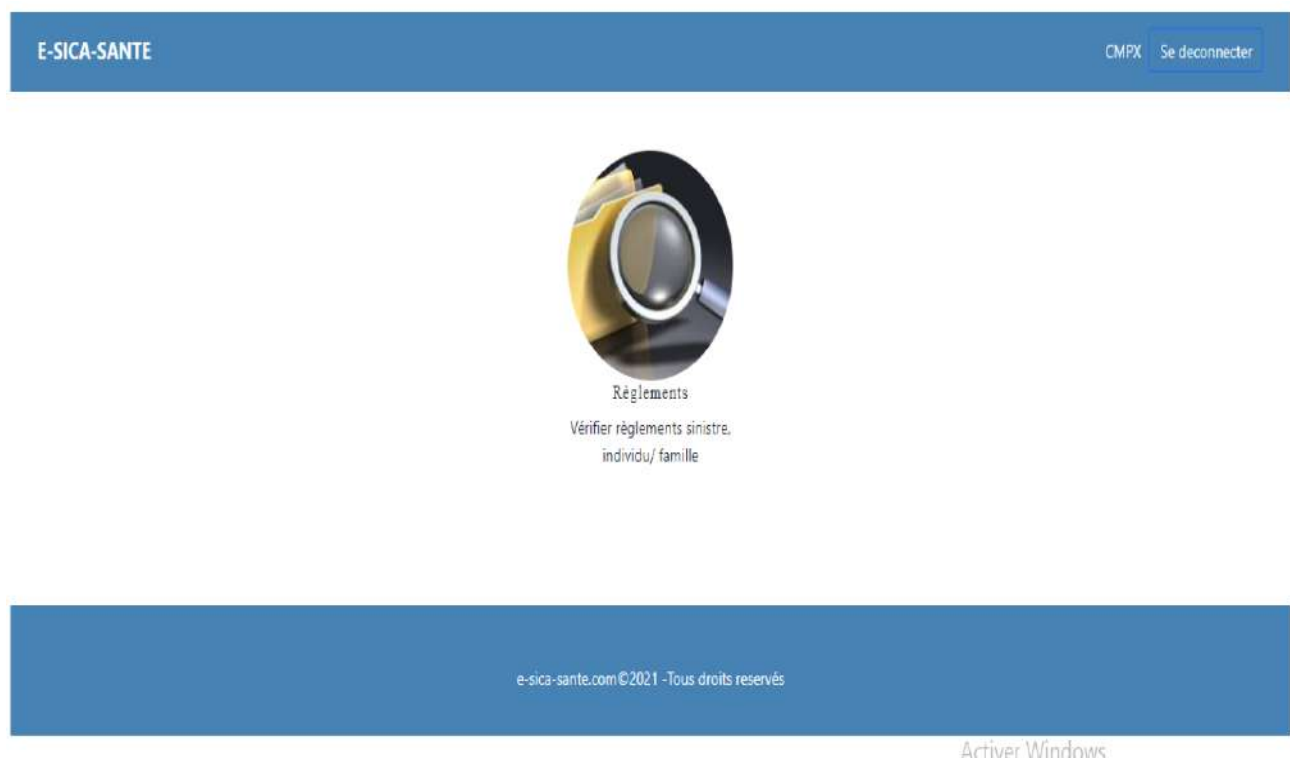 E-SICA-SANTE
CMPX Se deconnecter
Règlements
Vérifier règlements sinistre,
individu/ famille
e-sica-sante.com©2021 -Tous droits reservés
Activer Windows